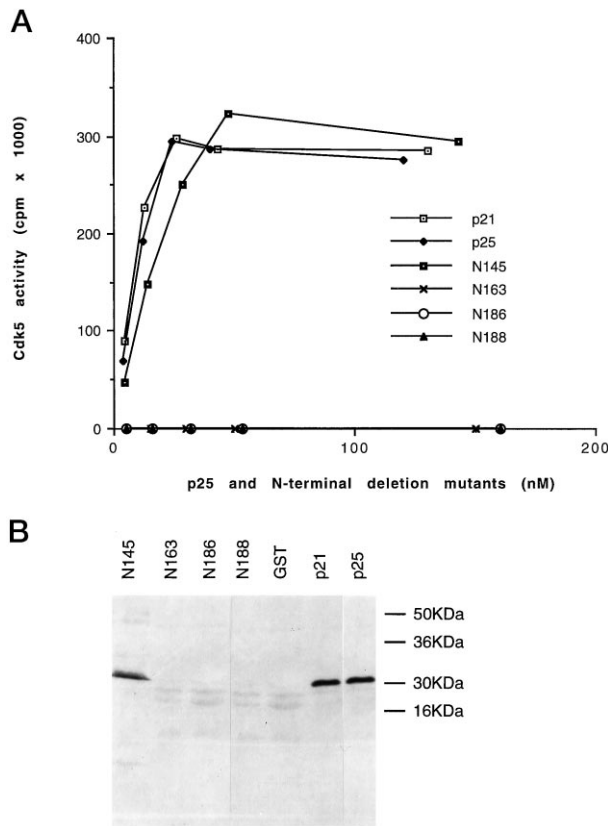 A
400
300
200
100
0
Cdk5 activity (cpm x 1000)
p21
p25
N145
N163
N186
N188
0
100
200
p25 and N-terminal deletion mutants (nM)
B
N145
N163
N186
N188
GST
p21
p25
50KDa
36KDa
30KDa
16KDa